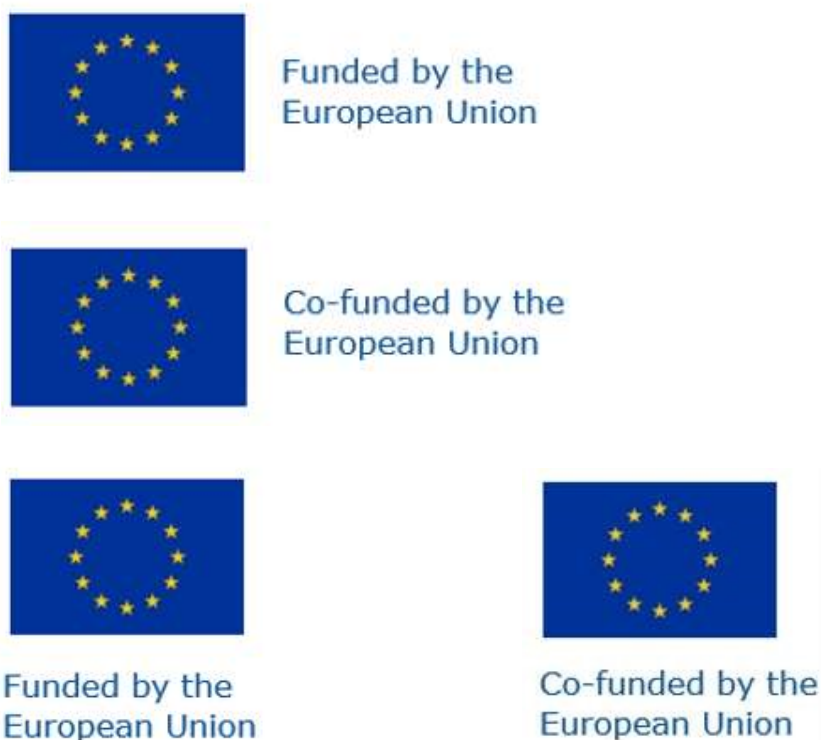 Funded by the
European Union
Co-funded by the
European Union
Funded by the
European Union
Co-funded by the
European Union